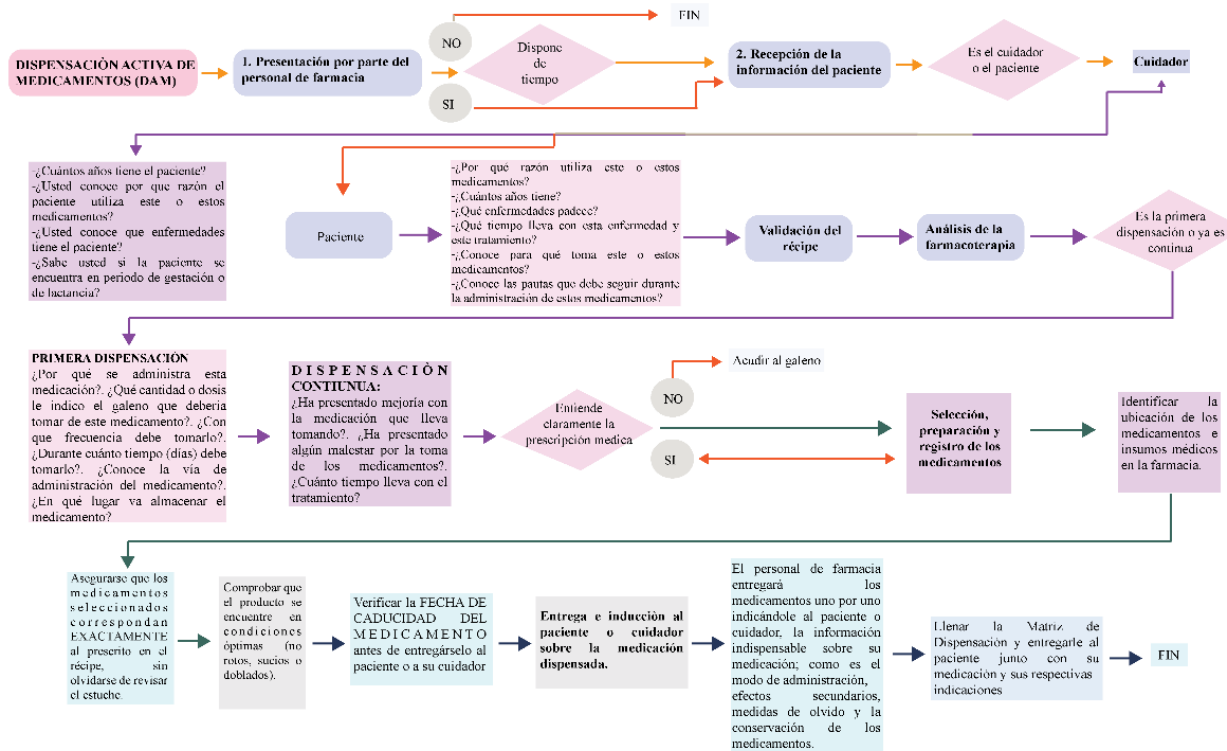 NO
FIN
DISPENSACIÓN ACTIVA DE
MEDICAMENTOS (DAM)
1. Presentación por parte del
personal de farmacia
Dispone
de
tiempo
SI
2. Recepción de la
información del paciente
Es el cuidador
o el paciente
Cuidador
-¿Cuántos años tiene el paciente?
-¿Usted conoce por que razón el
paciente utiliza este o estos
medicamentos?
-¿Usted conoce que enfermedades
tiene el paciente?
-¿Sabe usted si la paciente se
encuentra en periodo de gestación o
de lactancia?
Paciente
-¿Por qué razón utiliza este o estos
medicamentos?
-¿Cuántos años tiene?
-¿Qué enfermedades padece?
-¿Qué tiempo lleva con esta enfermedad y
este tratamiento?
-¿Conoce para qué toma este o estos
medicamentos?
-¿Conoce las pautas que debe seguir durante
la administración de estos medicamentos?
Validación del
récipe
Análisis de la
farmacoterapia
Es la primera
dispensación o ya es
continua
PRIMERA DISPENSACIÓN
¿Por qué se administra esta
medicación?. ¿Qué cantidad o dosis
le indico el galeno que debería
tomar de este medicamento?. ¿Con
que frecuencia debe tomarlo?.
¿Durante cuánto tiempo (días) debe
tomarlo?. ¿Conoce la vía de
administración del medicamento?.
¿En qué lugar va almacenar el
medicamento?
DISPENSACIÓN
CONTIUNUA:
¿Ha presentado mejoría con la
medicación que lleva
tomando?. ¿Ha presentado
algún malestar por la toma
de los medicamentos?.
¿Cuánto tiempo lleva con el
tratamiento?
Entiende
claramente la
prescripción medica
NO
Acudir al galeno
SI
Selección,
preparación y
registro de los
medicamentos
Identificar la
ubicación de los
medicamentos e
insumos médicos
en la farmacia.
Asegurarse que los
medicamentos
seleccionados
correspondan
EXACTAMENTE
al prescrito en el
récipe, sin
olvidarse de revisar
el estuche.
Comprobar que
el producto se
encuentre en
condiciones
óptimas (no
rotos, sucios o
doblados).
Verificar la FECHA DE
CADUCIDAD DEL
MEDICAMENTO
antes de entregárselo al
paciente o a su cuidador
Entrega e inducción al
paciente o cuidador
sobre la medicación
dispensada.
El personal de farmacia
entregará los
medicamentos uno por uno
indicándole al paciente o
cuidador, la información
indispensable sobre su
medicación; como es el
modo de administración,
efectos secundarios,
medidas de olvido y la
conservación de los
medicamentos.
Llenar la Matriz de
Dispensación y entregarle al
paciente junto con su
medicación y sus respectivas
indicaciones
FIN